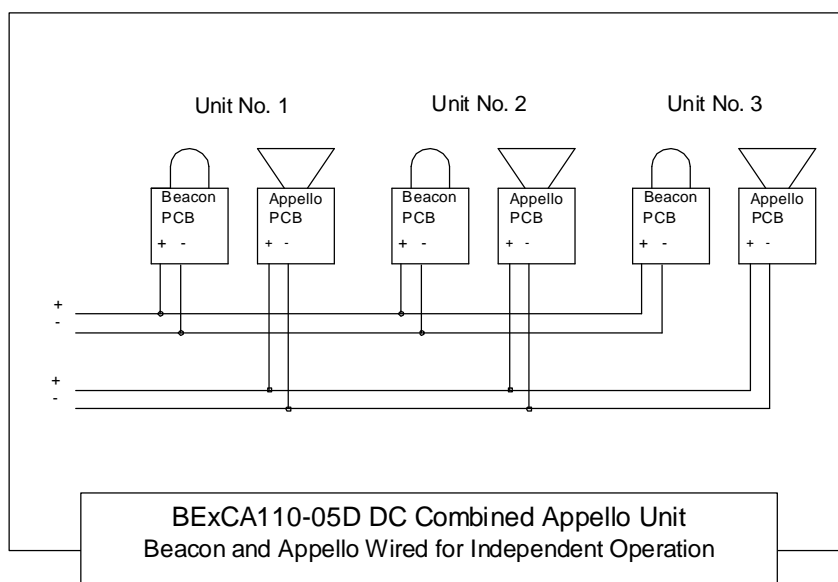 Unit No. 1
Unit No. 2
Unit No. 3
Beacon
PCB
+ -
Appello
PCB
+ -
Beacon
PCB
+ -
Appello
PCB
+ -
Beacon
PCB
+ -
Appello
PCB
+ -
+
-
+
-
BExCA110-05D DC Combined Appello Unit
Beacon and Appello Wired for Independent Operation